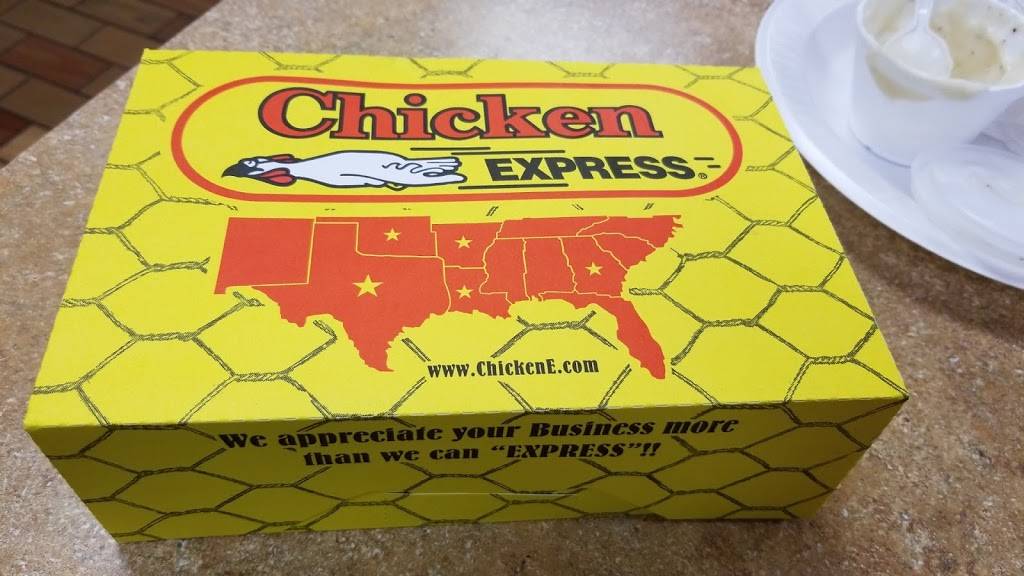 Chicken
EXPRESS®
www.ChickenE.com
We appreciate your Business more
than we can "EXPRESS"!!